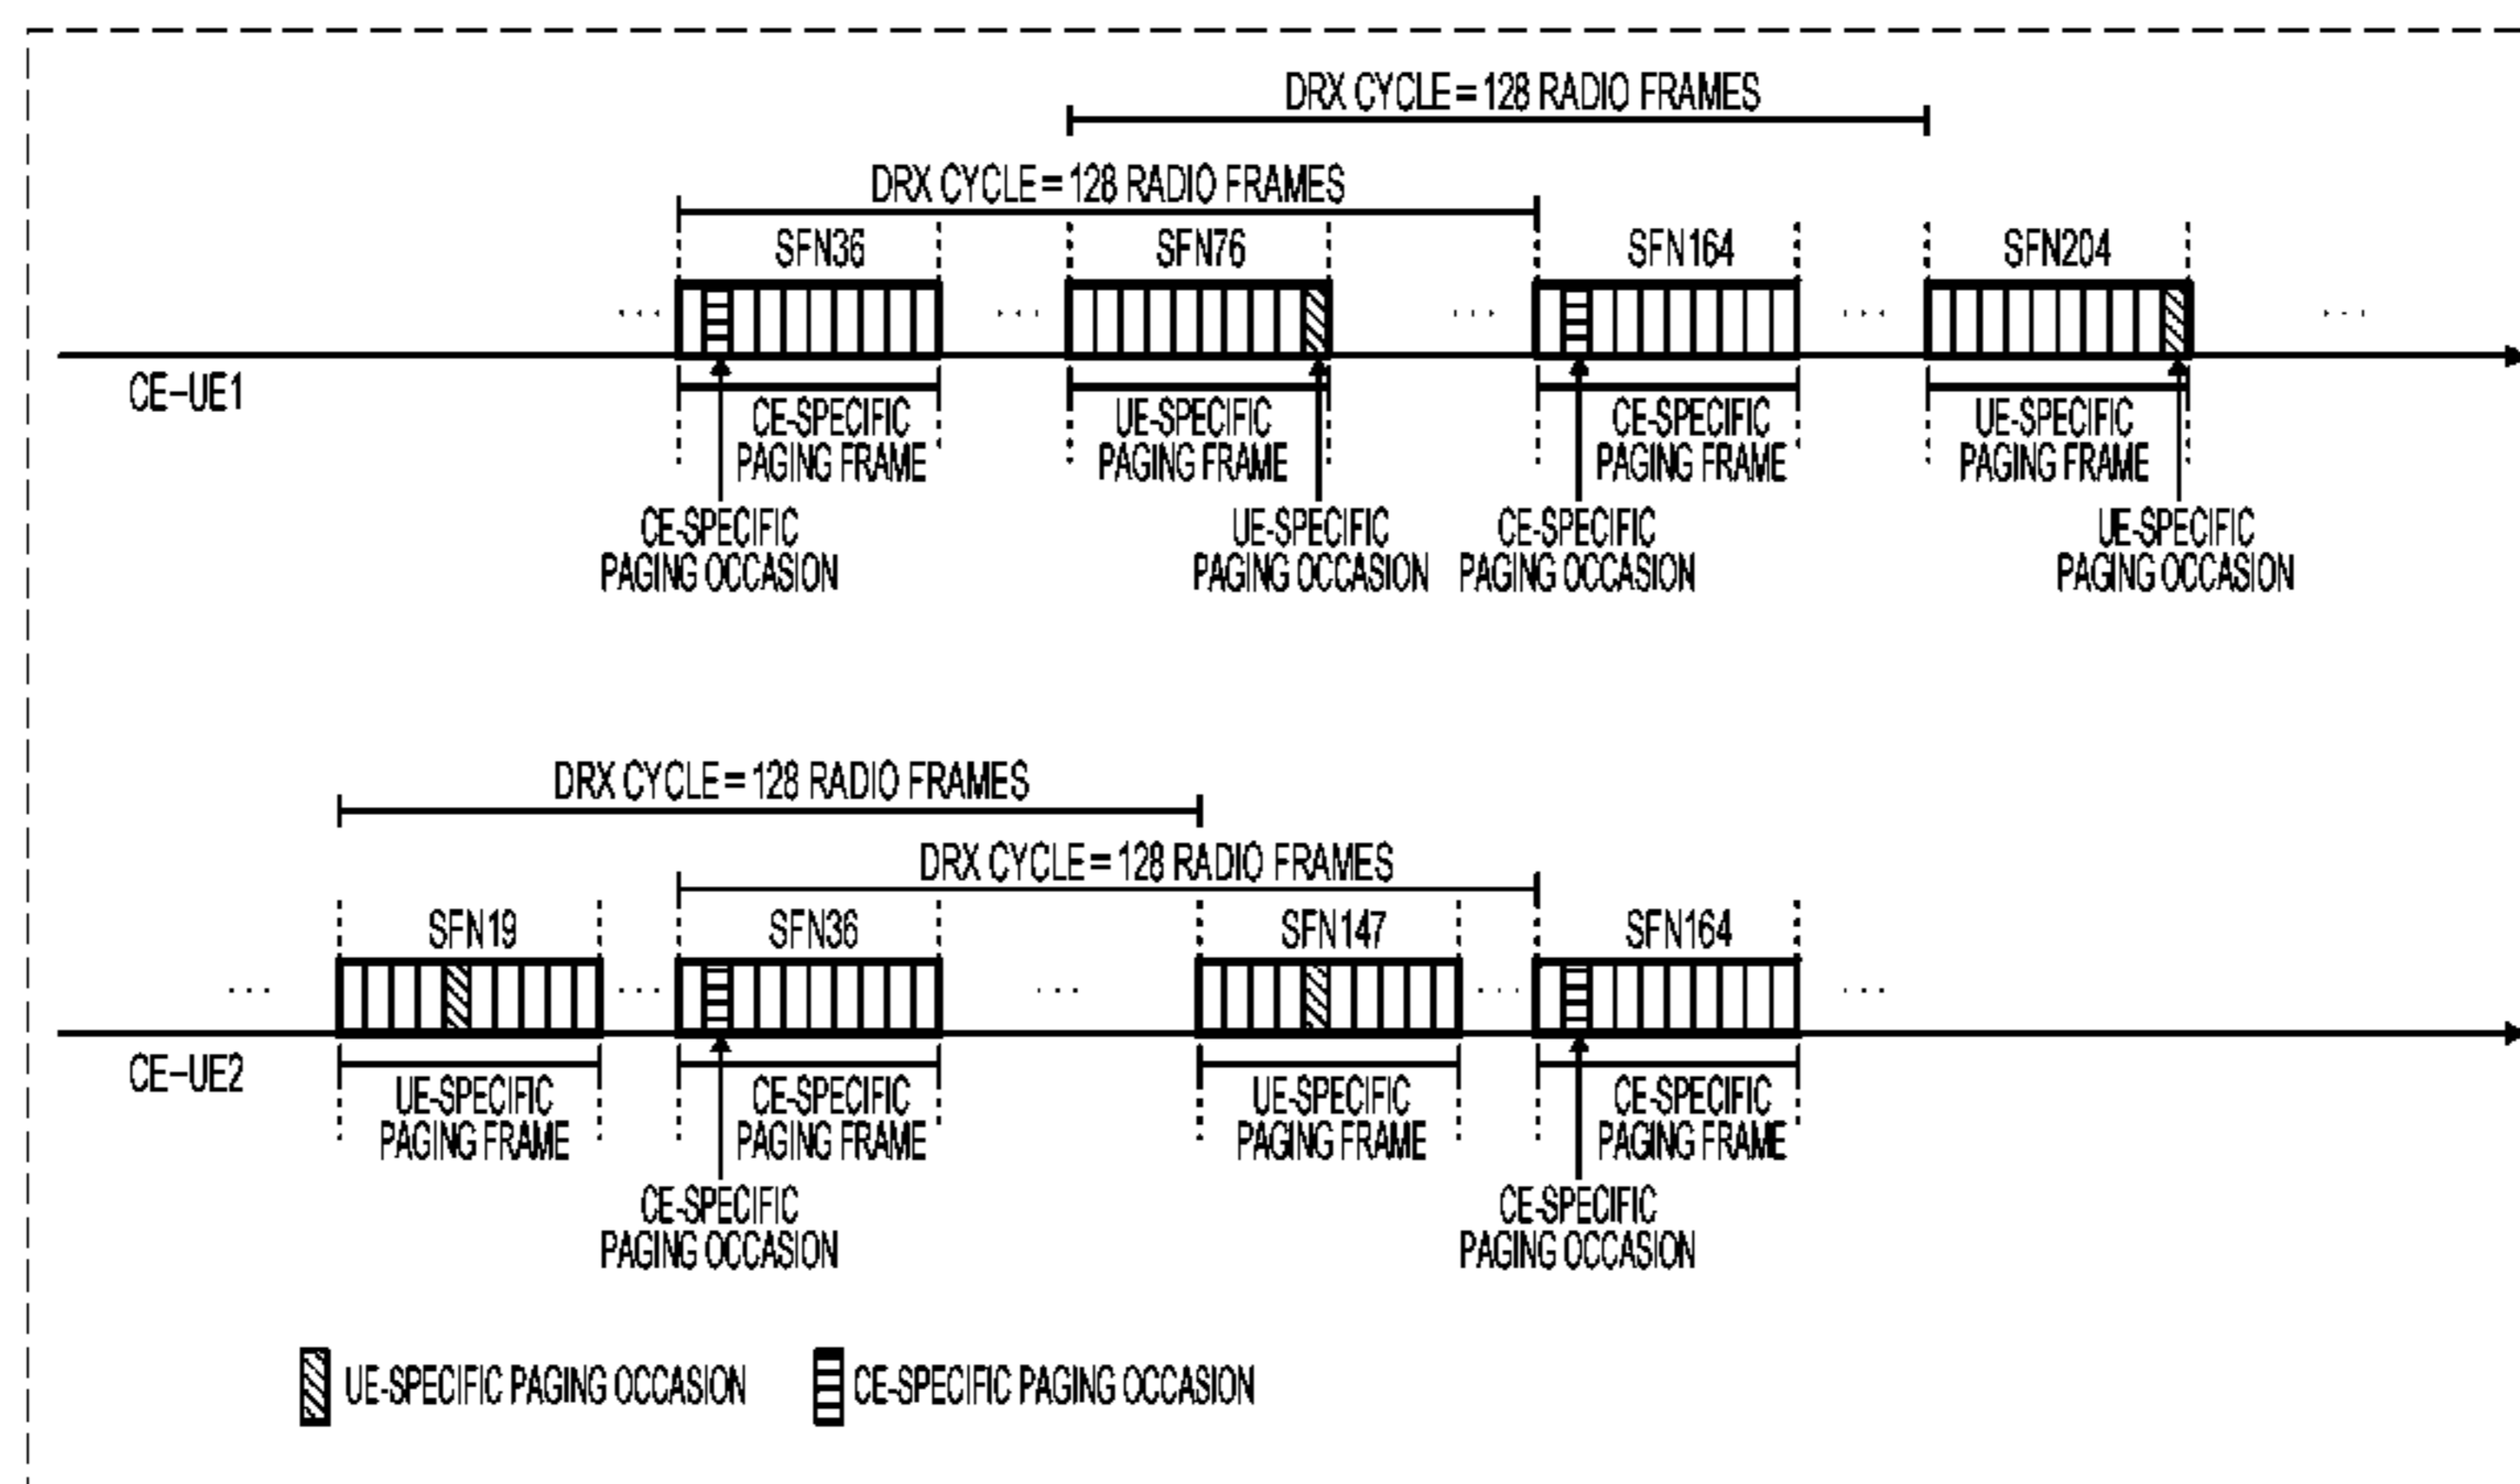 DRX CYCLE = 128 RADIO FRAMES
DRX CYCLE = 128 RADIO FRAMES
SFN36 SFN76 SFN164 SFN204
... ... ... ... ...
CE-UE1
CE-SPECIFIC
PAGING FRAME
UE-SPECIFIC
PAGING FRAME
CE-SPECIFIC
PAGING FRAME
UE-SPECIFIC
PAGING FRAME
CE-SPECIFIC
PAGING OCCASION
UE-SPECIFIC
PAGING OCCASION
CE-SPECIFIC
PAGING OCCASION
UE-SPECIFIC
PAGING OCCASION
DRX CYCLE = 128 RADIO FRAMES
DRX CYCLE = 128 RADIO FRAMES
SFN19 SFN36 SFN147 SFN164
... ... ... ... ...
CE-UE2
UE-SPECIFIC
PAGING FRAME
CE-SPECIFIC
PAGING FRAME
UE-SPECIFIC
PAGING FRAME
CE-SPECIFIC
PAGING FRAME
CE-SPECIFIC
PAGING OCCASION
CE-SPECIFIC
PAGING OCCASION
UE-SPECIFIC PAGING OCCASION
CE-SPECIFIC PAGING OCCASION